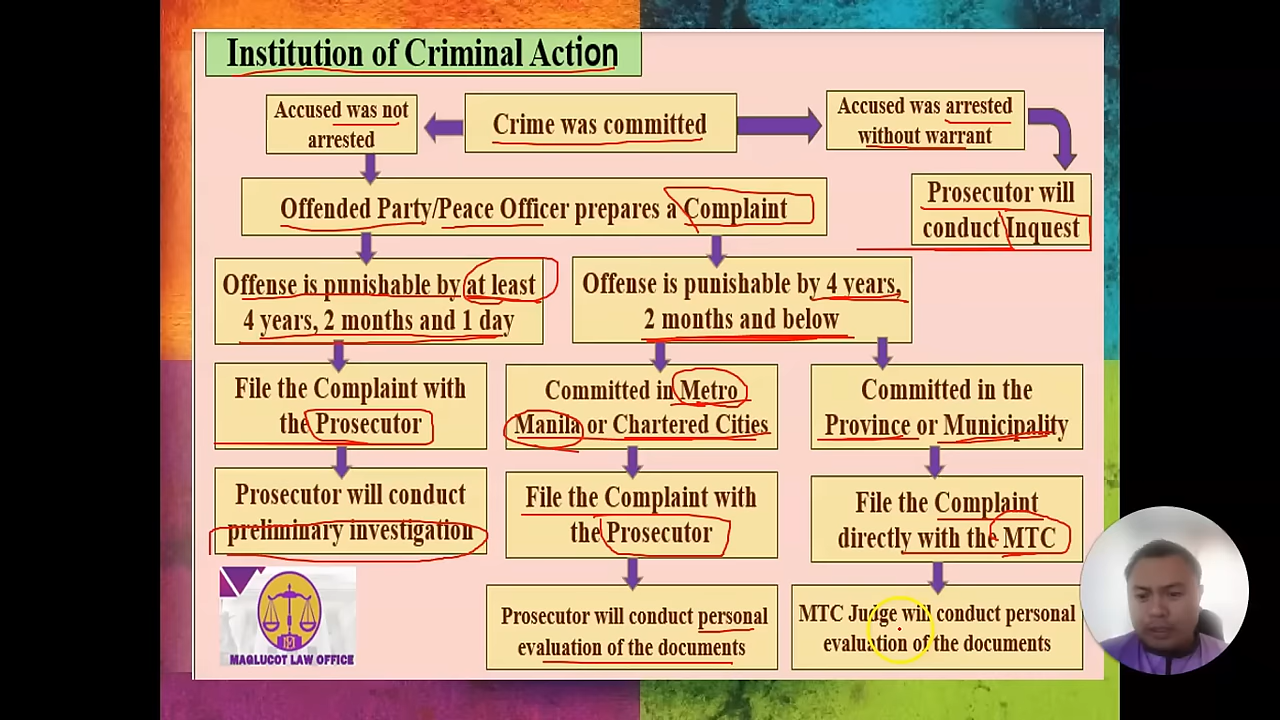 Institution of Criminal Action
Accused was not
arrested
Crime was committed
Accused was arrested
without warrant
Prosecutor will
conduct Inquest
Offended Party/Peace Officer prepares a Complaint
Offense is punishable by at least
4 years, 2 months and 1 day
Offense is punishable by 4 years,
2 months and below
File the Complaint with
the Prosecutor
Committed in Metro
Manila or Chartered Cities
Committed in the
Province or Municipality
Prosecutor will conduct
preliminary investigation
File the Complaint with
the Prosecutor
File the Complaint
directly with the MTC
Prosecutor will conduct personal
evaluation of the documents
MTC Judge will conduct personal
evaluation of the documents
MAGLUCOT LAW OFFICE